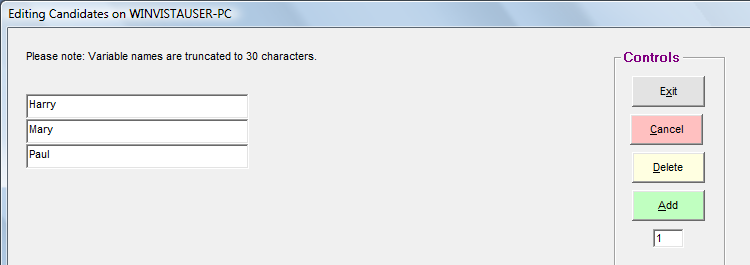 Editing Candidates on WINVISTAUSER-PC
Please note: Variable names are truncated to 30 characters.
Harry
Mary
Paul
Controls
Exit
Cancel
Delete
Add
1